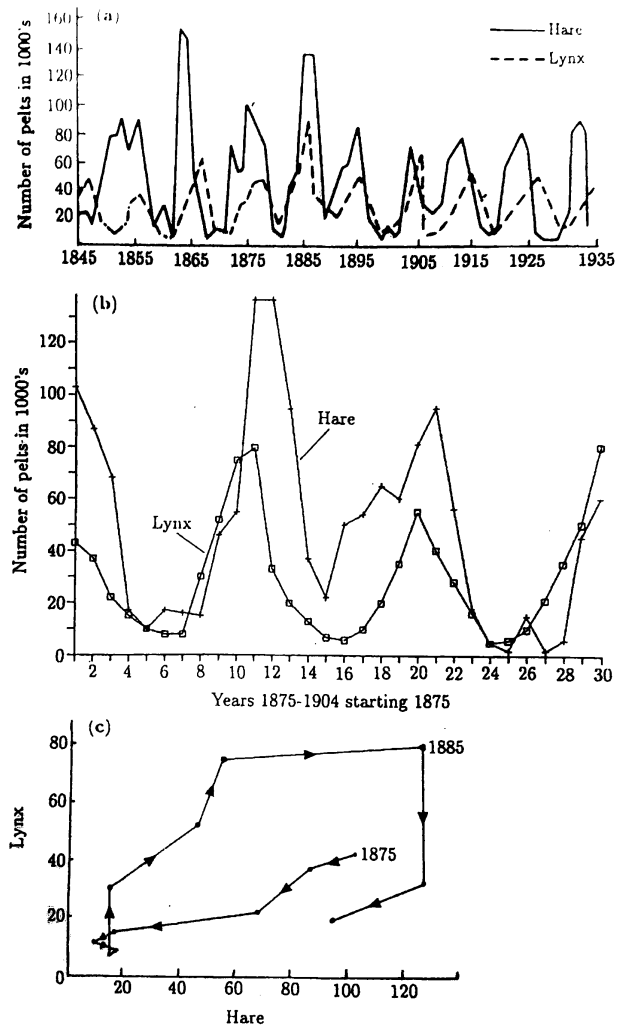 (a)
160
140
120
100
80
60
40
20
Number of pelts in 1000's
Hare
Lynx
1845 1855 1865 1875 1885 1895 1905 1915 1925 1935
(b)
120
100
80
60
40
20
0
Number of pelts in 1000's
Hare
Lynx
2 4 6 8 10 12 14 16 18 20 22 24 26 28 30
Years 1875-1904 starting 1875
(c)
80
60
40
20
0
Lynx
1885
1875
20 40 60 80 100 120
Hare